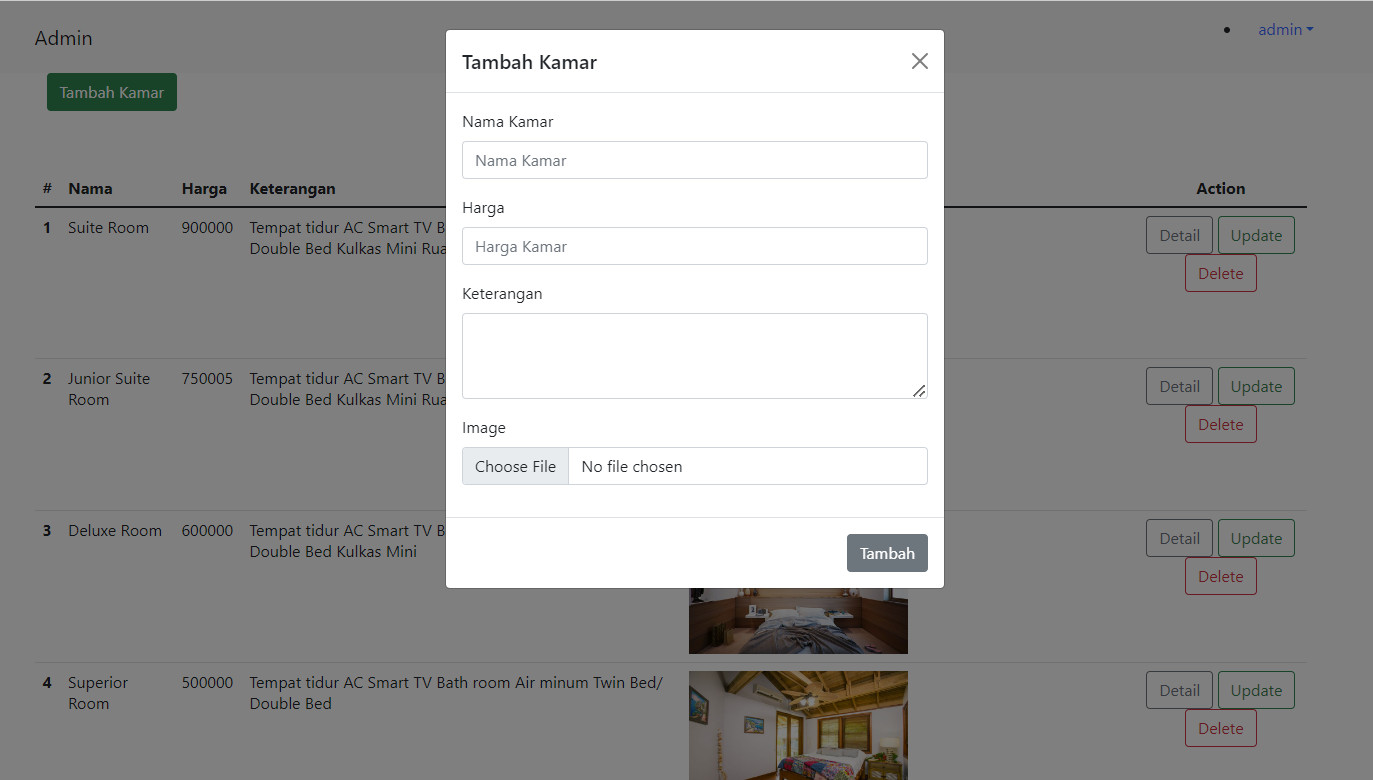 Admin
admin
Tambah Kamar
Tambah Kamar
Nama Kamar
Nama Kamar
Harga
Harga Kamar
Keterangan
Image
Choose File No file chosen
Tambah
# Nama Harga Keterangan Action
1 Suite Room 900000 Tempat tidur AC Smart TV B
Double Bed Kulkas Mini Rua
Detail Update
Delete
2 Junior Suite 750005 Tempat tidur AC Smart TV B
Room Double Bed Kulkas Mini Rua
Detail Update
Delete
3 Deluxe Room 600000 Tempat tidur AC Smart TV B
Double Bed Kulkas Mini
Detail Update
Delete
4 Superior 500000 Tempat tidur AC Smart TV Bath room Air minum Twin Bed/
Room Double Bed
Detail Update
Delete